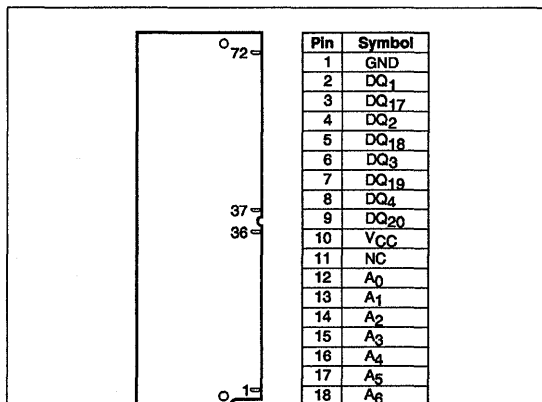 72
37
36
1
Pin Symbol
1 GND
2 DQ1
3 DQ17
4 DQ2
5 DQ18
6 DQ3
7 DQ19
8 DQ4
9 DQ20
10 VCC
11 NC
12 A0
13 A1
14 A2
15 A3
16 A4
17 A5
18 A6